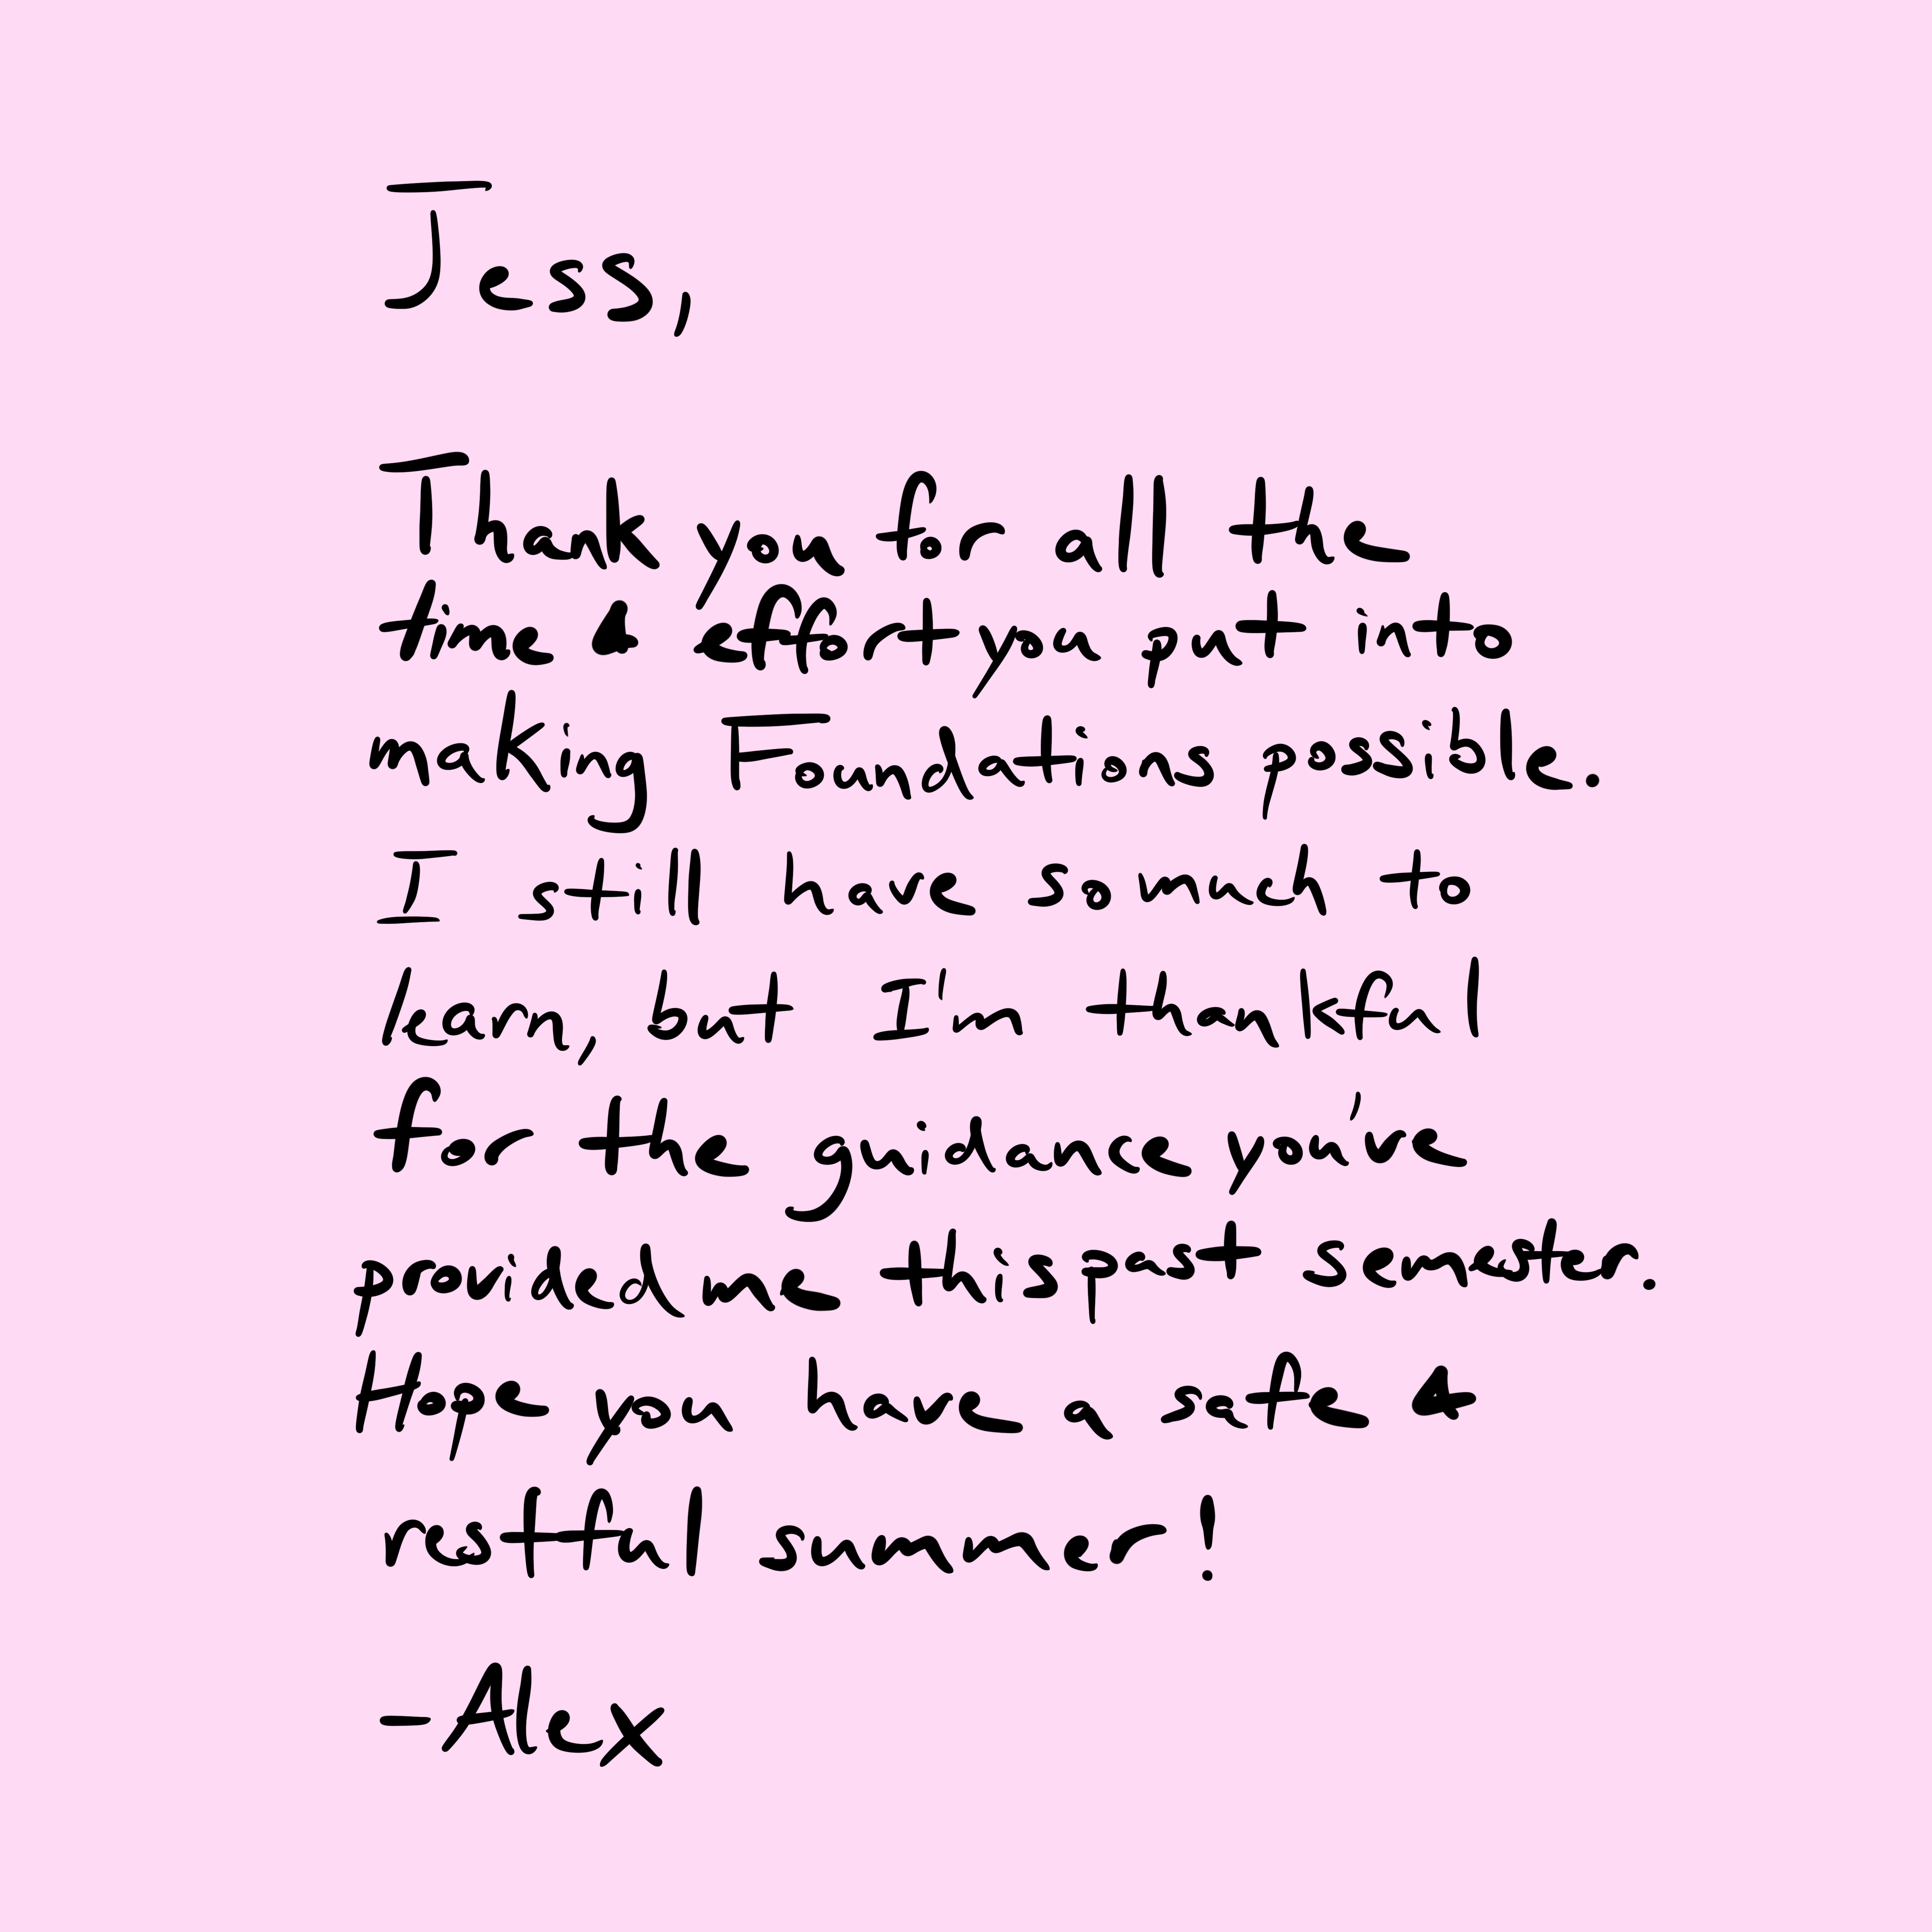 Jess,
Thank you for all the
time & effort you put into
making Foundations possible.
I still have so much to
learn, but I'm thankful
for the guidance you've
provided me this past semester.
Hope you have a safe &
restful summer!
-Alex